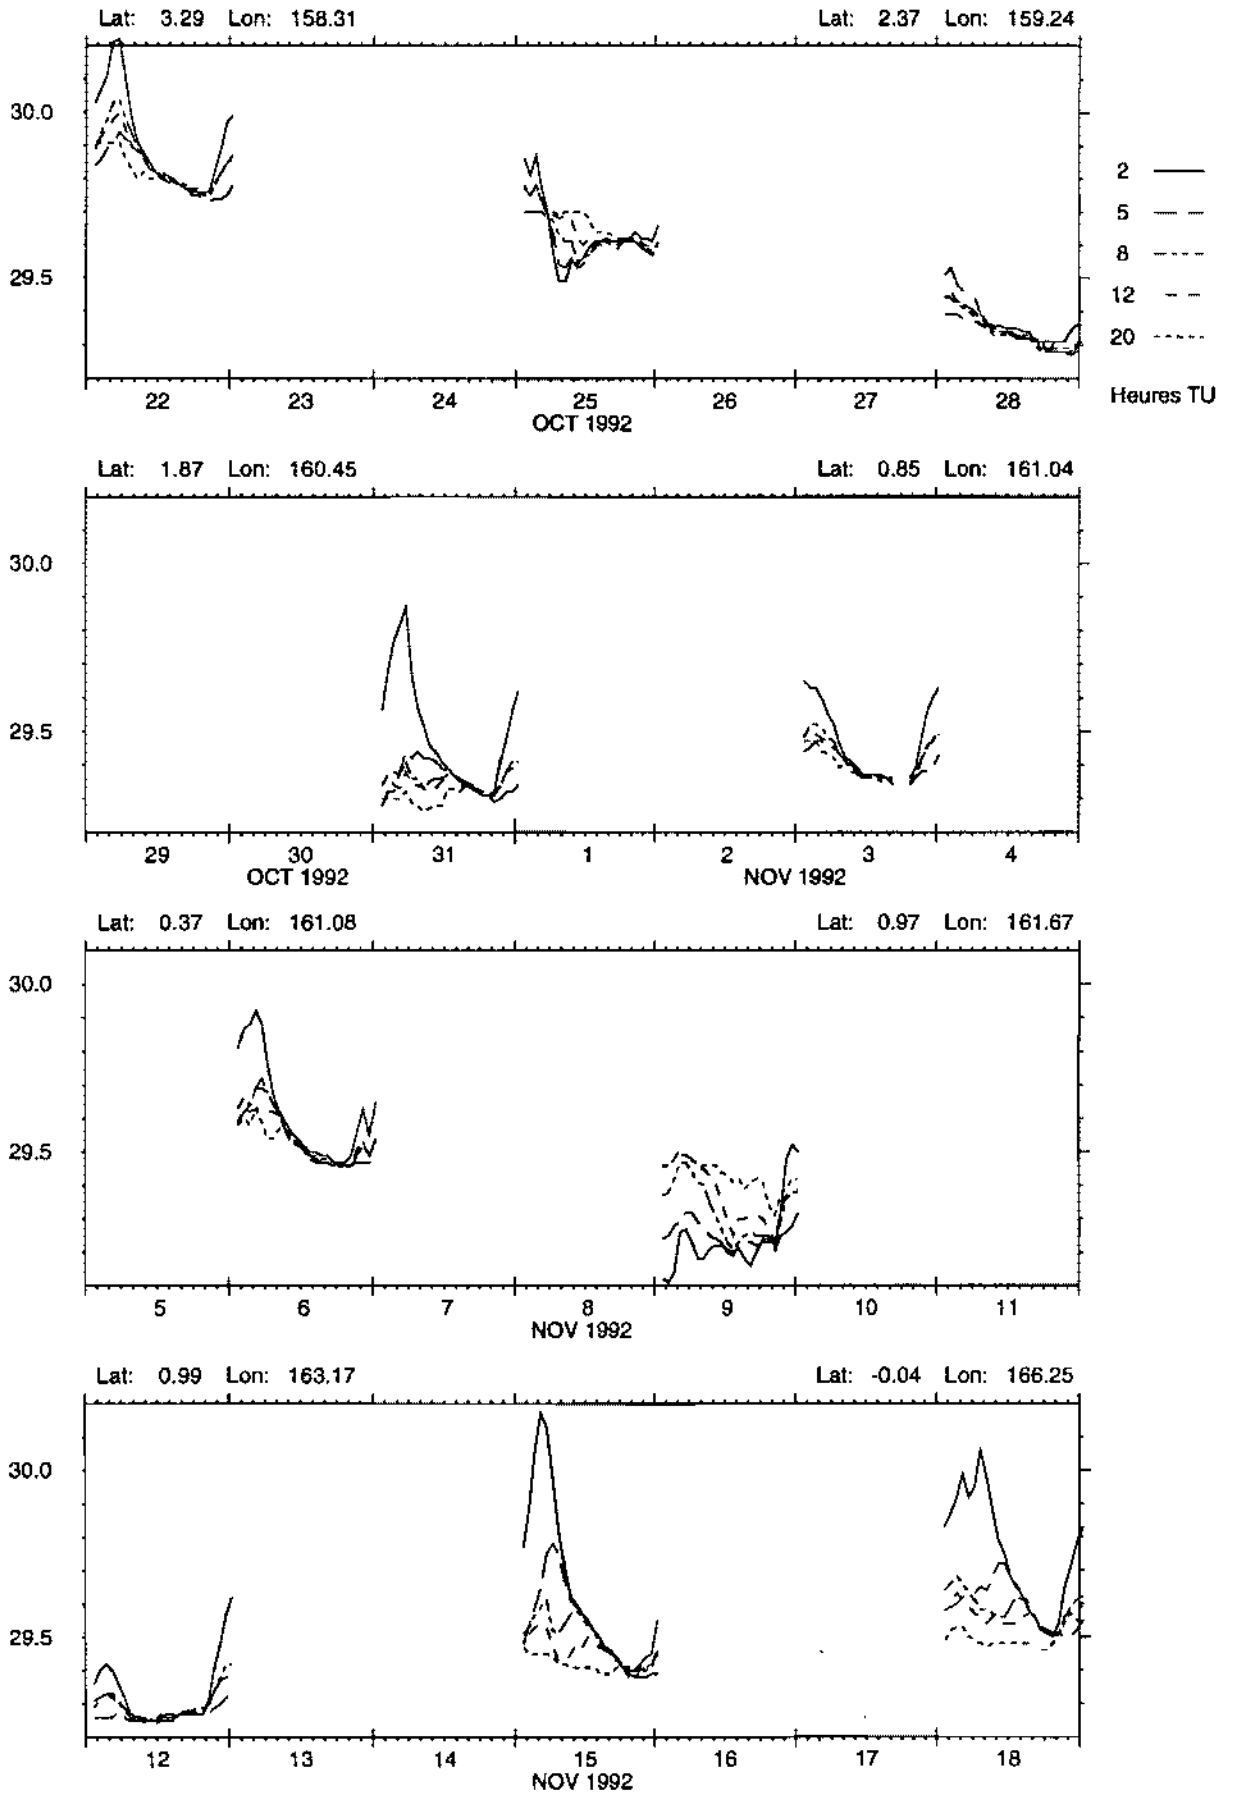 Lat: 3.29 Lon: 158.31 Lat: 2.37 Lon: 159.24
30.0
2
5
29.5
8
12
20
22 23 24 25 26 27 28 Heures TU
OCT 1992
Lat: 1.87 Lon: 160.45 Lat: 0.85 Lon: 161.04
30.0
29.5
29 30 31 1 2 3 4
OCT 1992 NOV 1992
Lat: 0.37 Lon: 161.08 Lat: 0.97 Lon: 161.67
30.0
29.5
5 6 7 8 9 10 11
NOV 1992
Lat: 0.99 Lon: 163.17 Lat: -0.04 Lon: 166.25
30.0
29.5
12 13 14 15 16 17 18
NOV 1992